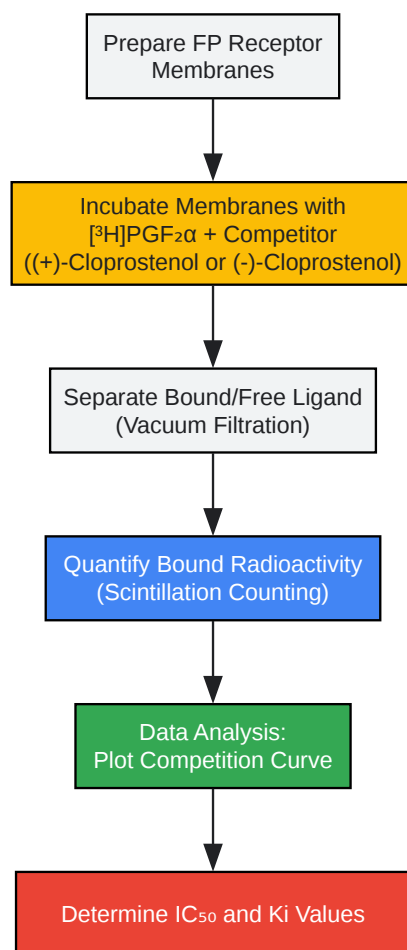 Prepare FP Receptor
Membranes
Incubate Membranes with
[³H]PGF₂α + Competitor
((+)-Cloprostenol or (-)-Cloprostenol)
Separate Bound/Free Ligand
(Vacuum Filtration)
Quantify Bound Radioactivity
(Scintillation Counting)
Data Analysis:
Plot Competition Curve
Determine IC₅₀ and Ki Values